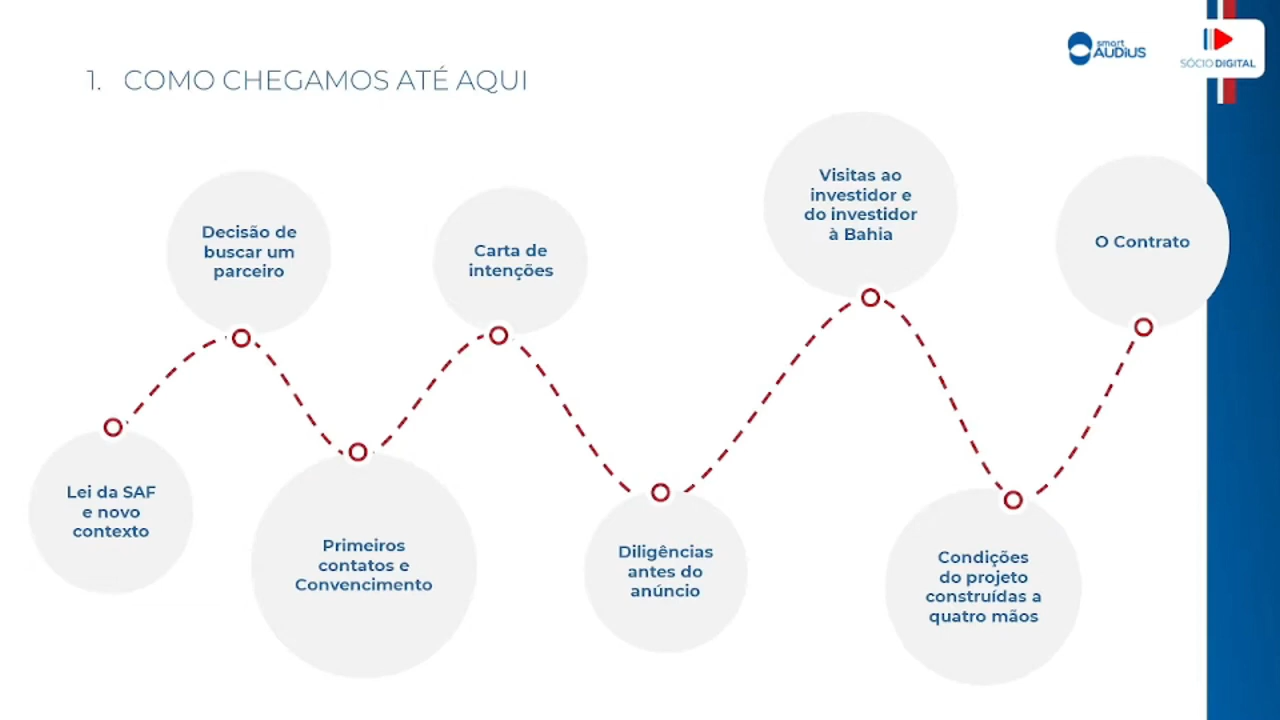 1. COMO CHEGAMOS ATÉ AQUI
smart
AUDiUS
SÓCIO DIGITAL
Lei da SAF
e novo
contexto
Decisão de
buscar um
parceiro
Primeiros
contatos e
Convencimento
Carta de
intenções
Diligências
antes do
anúncio
Visitas ao
investidor e
do investidor
à Bahia
Condições
do projeto
construídas a
quatro mãos
O Contrato